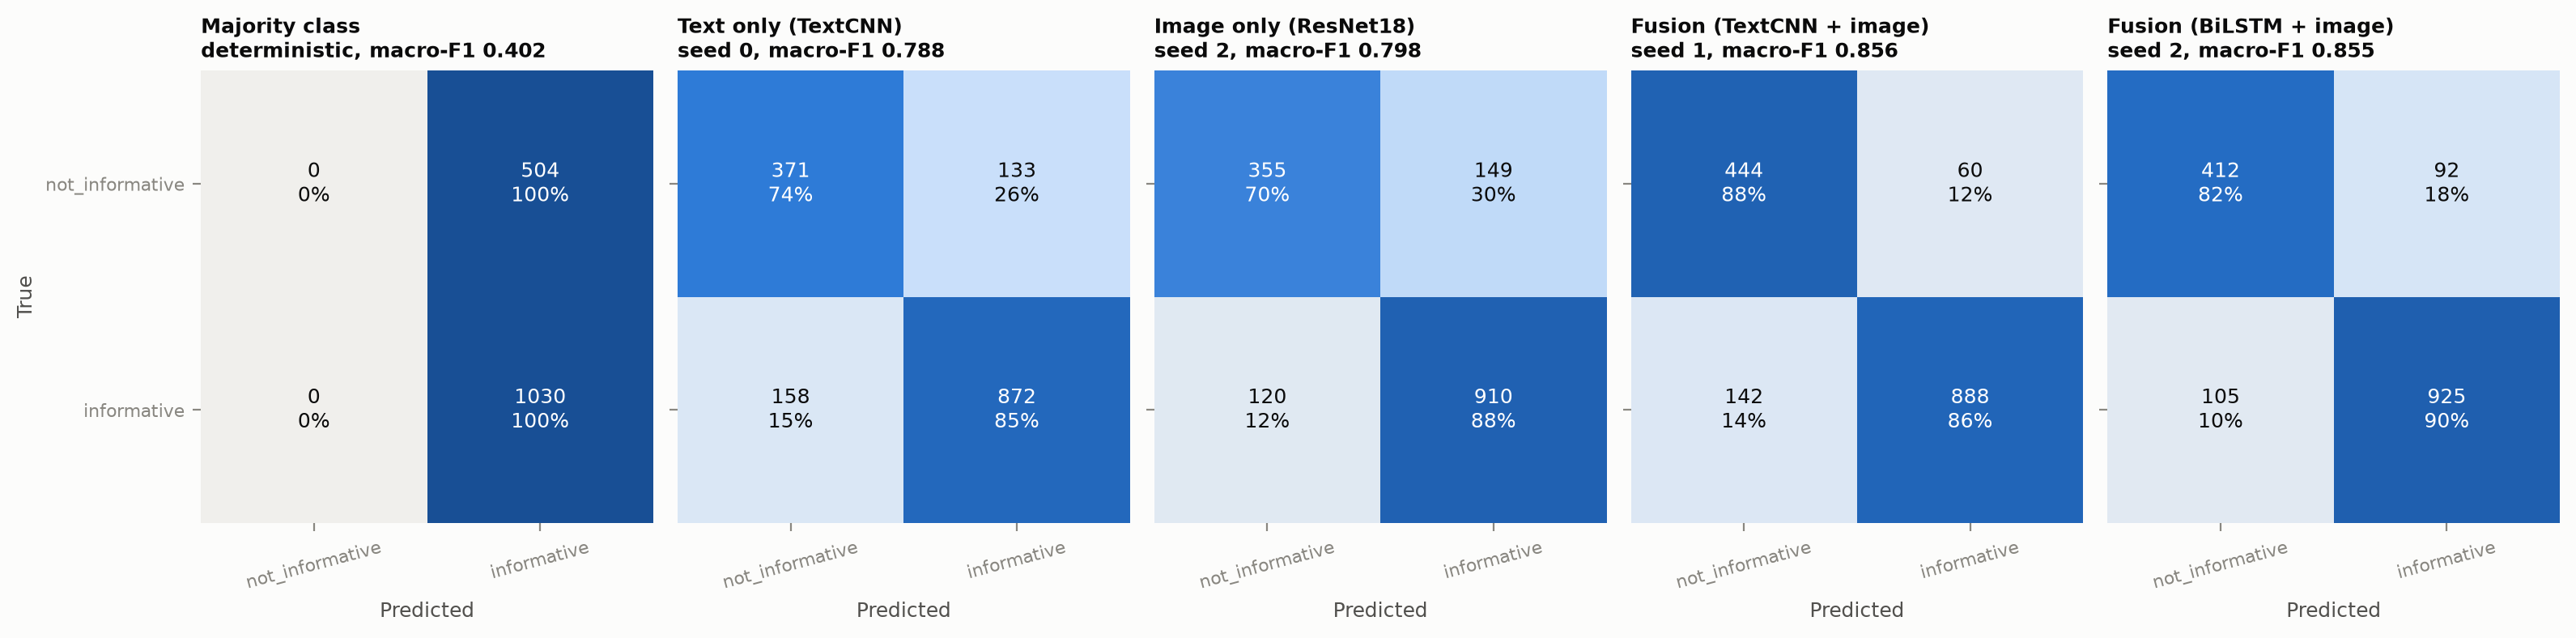 Majority class
deterministic, macro-F1 0.402
Text only (TextCNN)
seed 0, macro-F1 0.788
Image only (ResNet18)
seed 2, macro-F1 0.798
Fusion (TextCNN + image)
seed 1, macro-F1 0.856
Fusion (BiLSTM + image)
seed 2, macro-F1 0.855
True
not_informative
informative
0
0%
504
100%
0
0%
1030
100%
not_informative
informative
Predicted
371
74%
133
26%
158
15%
872
85%
not_informative
informative
Predicted
355
70%
149
30%
120
12%
910
88%
not_informative
informative
Predicted
444
88%
60
12%
142
14%
888
86%
not_informative
informative
Predicted
412
82%
92
18%
105
10%
925
90%
not_informative
informative
Predicted